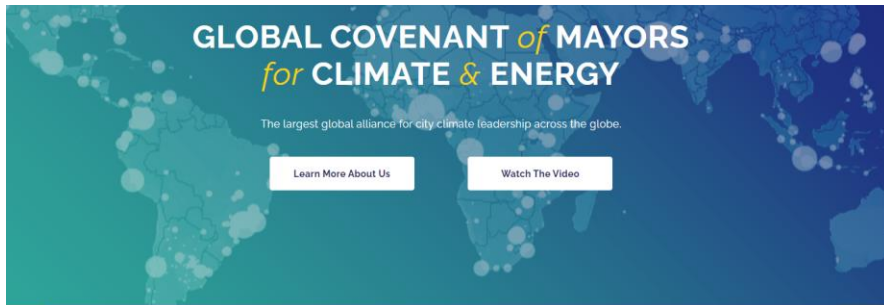 GLOBAL COVENANT of MAYORS
for CLIMATE & ENERGY
The largest global alliance for city climate leadership across the globe.
Learn More About Us
Watch The Video